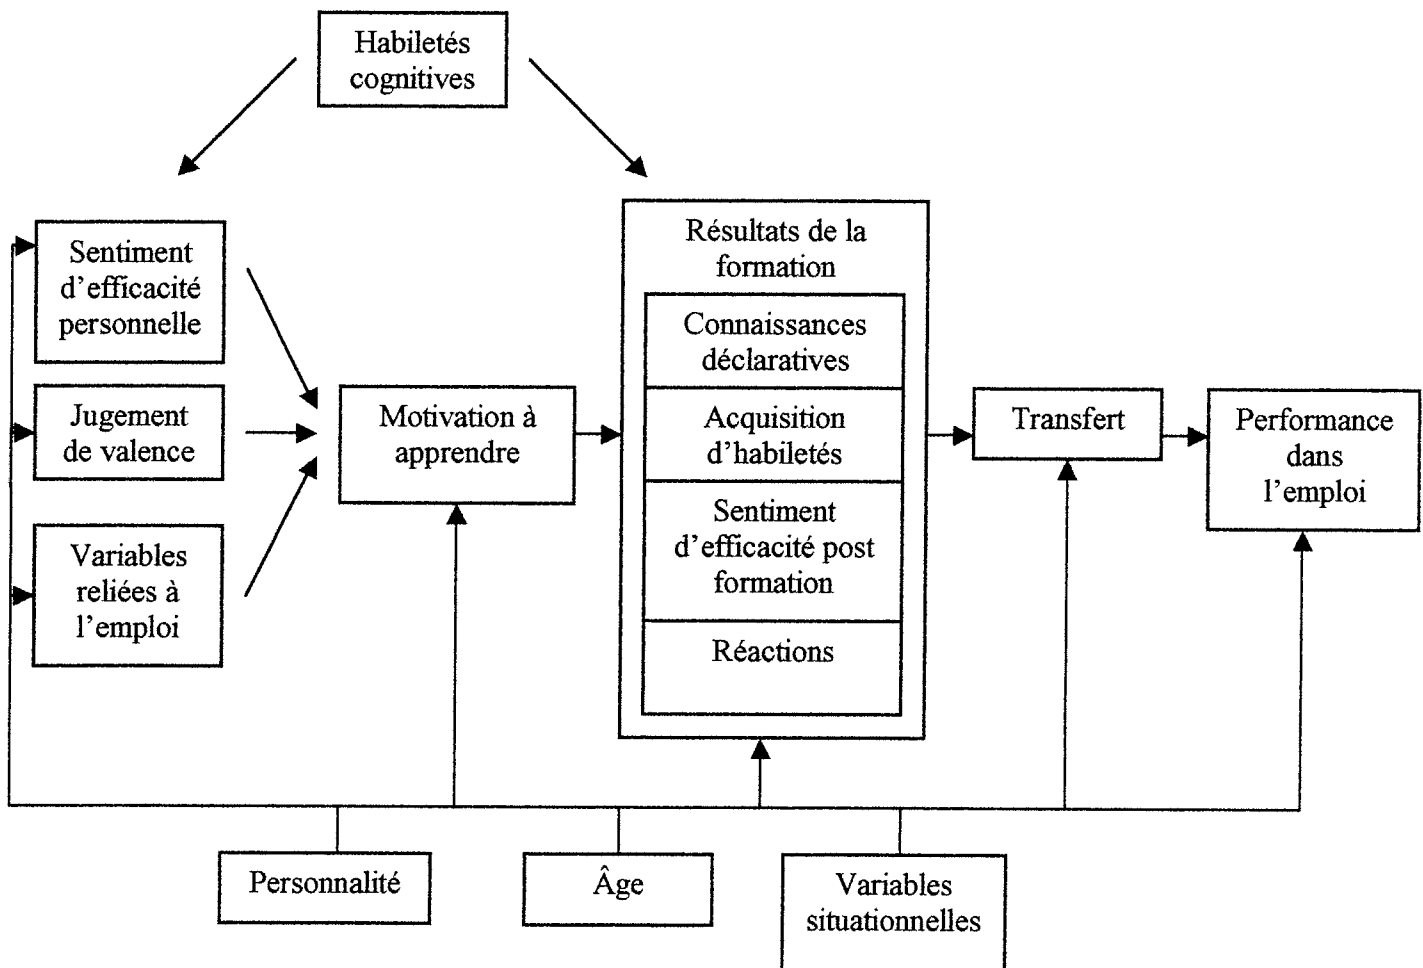 Habiletés
cognitives
Sentiment
d’efficacité
personnelle
Jugement
de valence
Variables
reliées à
l’emploi
Motivation à
apprendre
Résultats de la
formation
Connaissances
déclaratives
Acquisition
d’habiletés
Sentiment
d’efficacité post
formation
Réactions
Transfert
Performance
dans
l’emploi
Personnalité
Âge
Variables
situationnelles